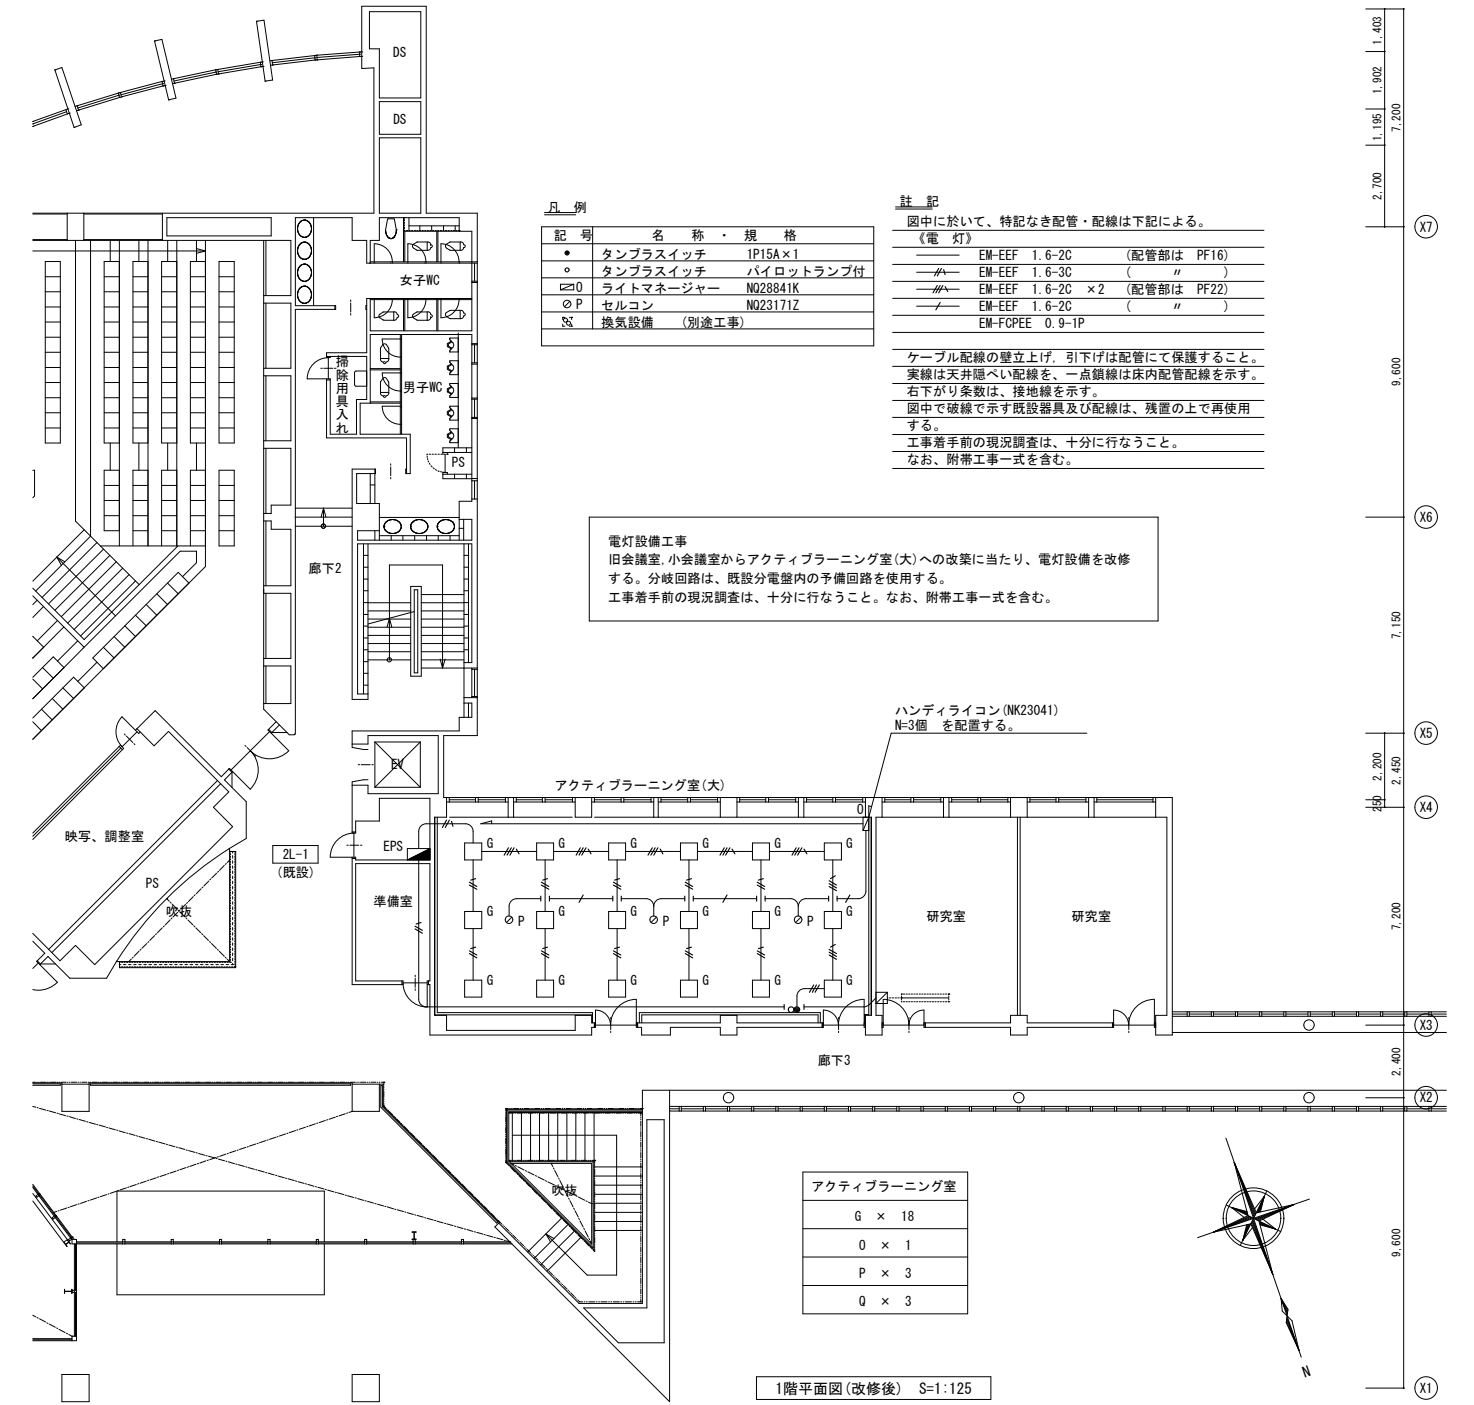 DS
DS
女子WC
掃除用具入れ
男子WC
PS
廊下2
EV
映写、調整室
PS
吹抜
2L-1
(既設)
EPS
準備室
凡 例
記 号 名 称 ・ 規 格
● タンブラスイッチ 1P15A×1
○ タンブラスイッチ パイロットランプ付
O ライトマネージャー NQ28841K
P セルコン NQ23171Z
換気設備 (別途工事)
註 記
図中に於いて、特記なき配管・配線は下記による。
《電 灯》
EM-EEF 1.6-2C (配管部は PF16)
EM-EEF 1.6-3C ( 〃 )
EM-EEF 1.6-2C ×2 (配管部は PF22)
EM-EEF 1.6-2C ( 〃 )
EM-FCPEE 0.9-1P
ケーブル配線の壁立上げ, 引下げは配管にて保護すること。
実線は天井隠ぺい配線を、一点鎖線は床内配管配線を示す。
右下がり条数は、接地線を示す。
図中で破線で示す既設器具及び配線は、残置の上で再使用
する。
工事着手前の現況調査は、十分に行なうこと。
なお、附帯工事一式を含む。
電灯設備工事
旧会議室,小会議室からアクティブラーニング室(大)への改築に当たり、電灯設備を改修
する。分岐回路は、既設分電盤内の予備回路を使用する。
工事着手前の現況調査は、十分に行なうこと。なお、附帯工事一式を含む。
ハンディライコン(NK23041)
N=3個 を配置する。
アクティブラーニング室(大)
O
G G G G G G
G G G G G G
P P P
G G G G G G
研究室
研究室
廊下3
吹抜
アクティブラーニング室
G × 18
O × 1
P × 3
Q × 3
N
1階平面図(改修後) S=1:125
1,403
1,902
1,195
2,700
7,200
X7
9,600
X6
7,150
X5
2,200
250
2,450
X4
7,200
X3
2,400
X2
9,600
X1